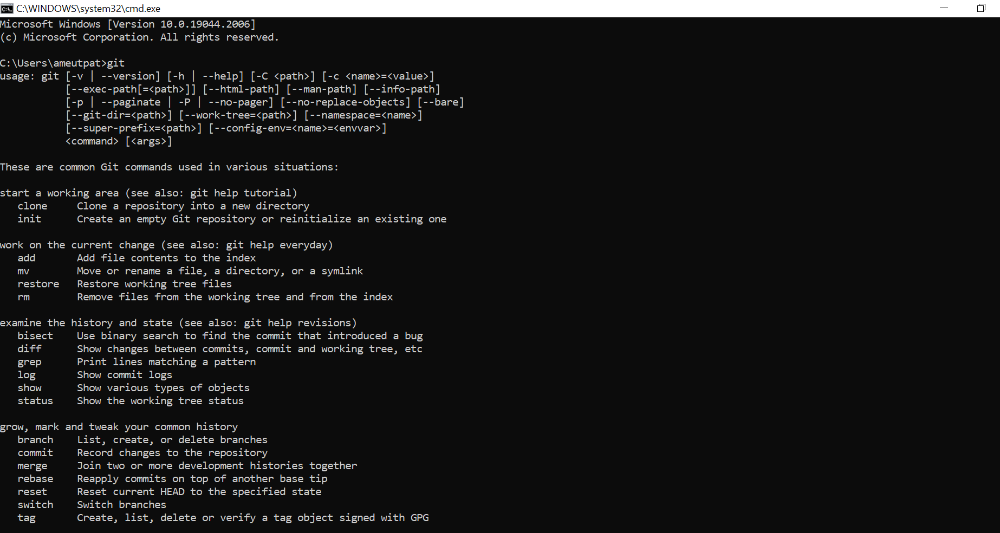 C:\WINDOWS\system32\cmd.exe
Microsoft Windows [Version 10.0.19044.2006]
(c) Microsoft Corporation. All rights reserved.
C:\Users\ameutpat>git
usage: git [-v | --version] [-h | --help] [-C <path>] [-c <name>=<value>]
           [--exec-path[=<path>]] [--html-path] [--man-path] [--info-path]
           [-p | --paginate | -P | --no-pager] [--no-replace-objects] [--bare]
           [--git-dir=<path>] [--work-tree=<path>] [--namespace=<name>]
           [--super-prefix=<path>] [--config-env=<name>=<envvar>]
           <command> [<args>]
These are common Git commands used in various situations:
start a working area (see also: git help tutorial)
   clone     Clone a repository into a new directory
   init      Create an empty Git repository or reinitialize an existing one
work on the current change (see also: git help everyday)
   add       Add file contents to the index
   mv        Move or rename a file, a directory, or a symlink
   restore   Restore working tree files
   rm        Remove files from the working tree and from the index
examine the history and state (see also: git help revisions)
   bisect    Use binary search to find the commit that introduced a bug
   diff      Show changes between commits, commit and working tree, etc
   grep      Print lines matching a pattern
   log       Show commit logs
   show      Show various types of objects
   status    Show the working tree status
grow, mark and tweak your common history
   branch    List, create, or delete branches
   commit    Record changes to the repository
   merge     Join two or more development histories together
   rebase    Reapply commits on top of another base tip
   reset     Reset current HEAD to the specified state
   switch    Switch branches
   tag       Create, list, delete or verify a tag object signed with GPG